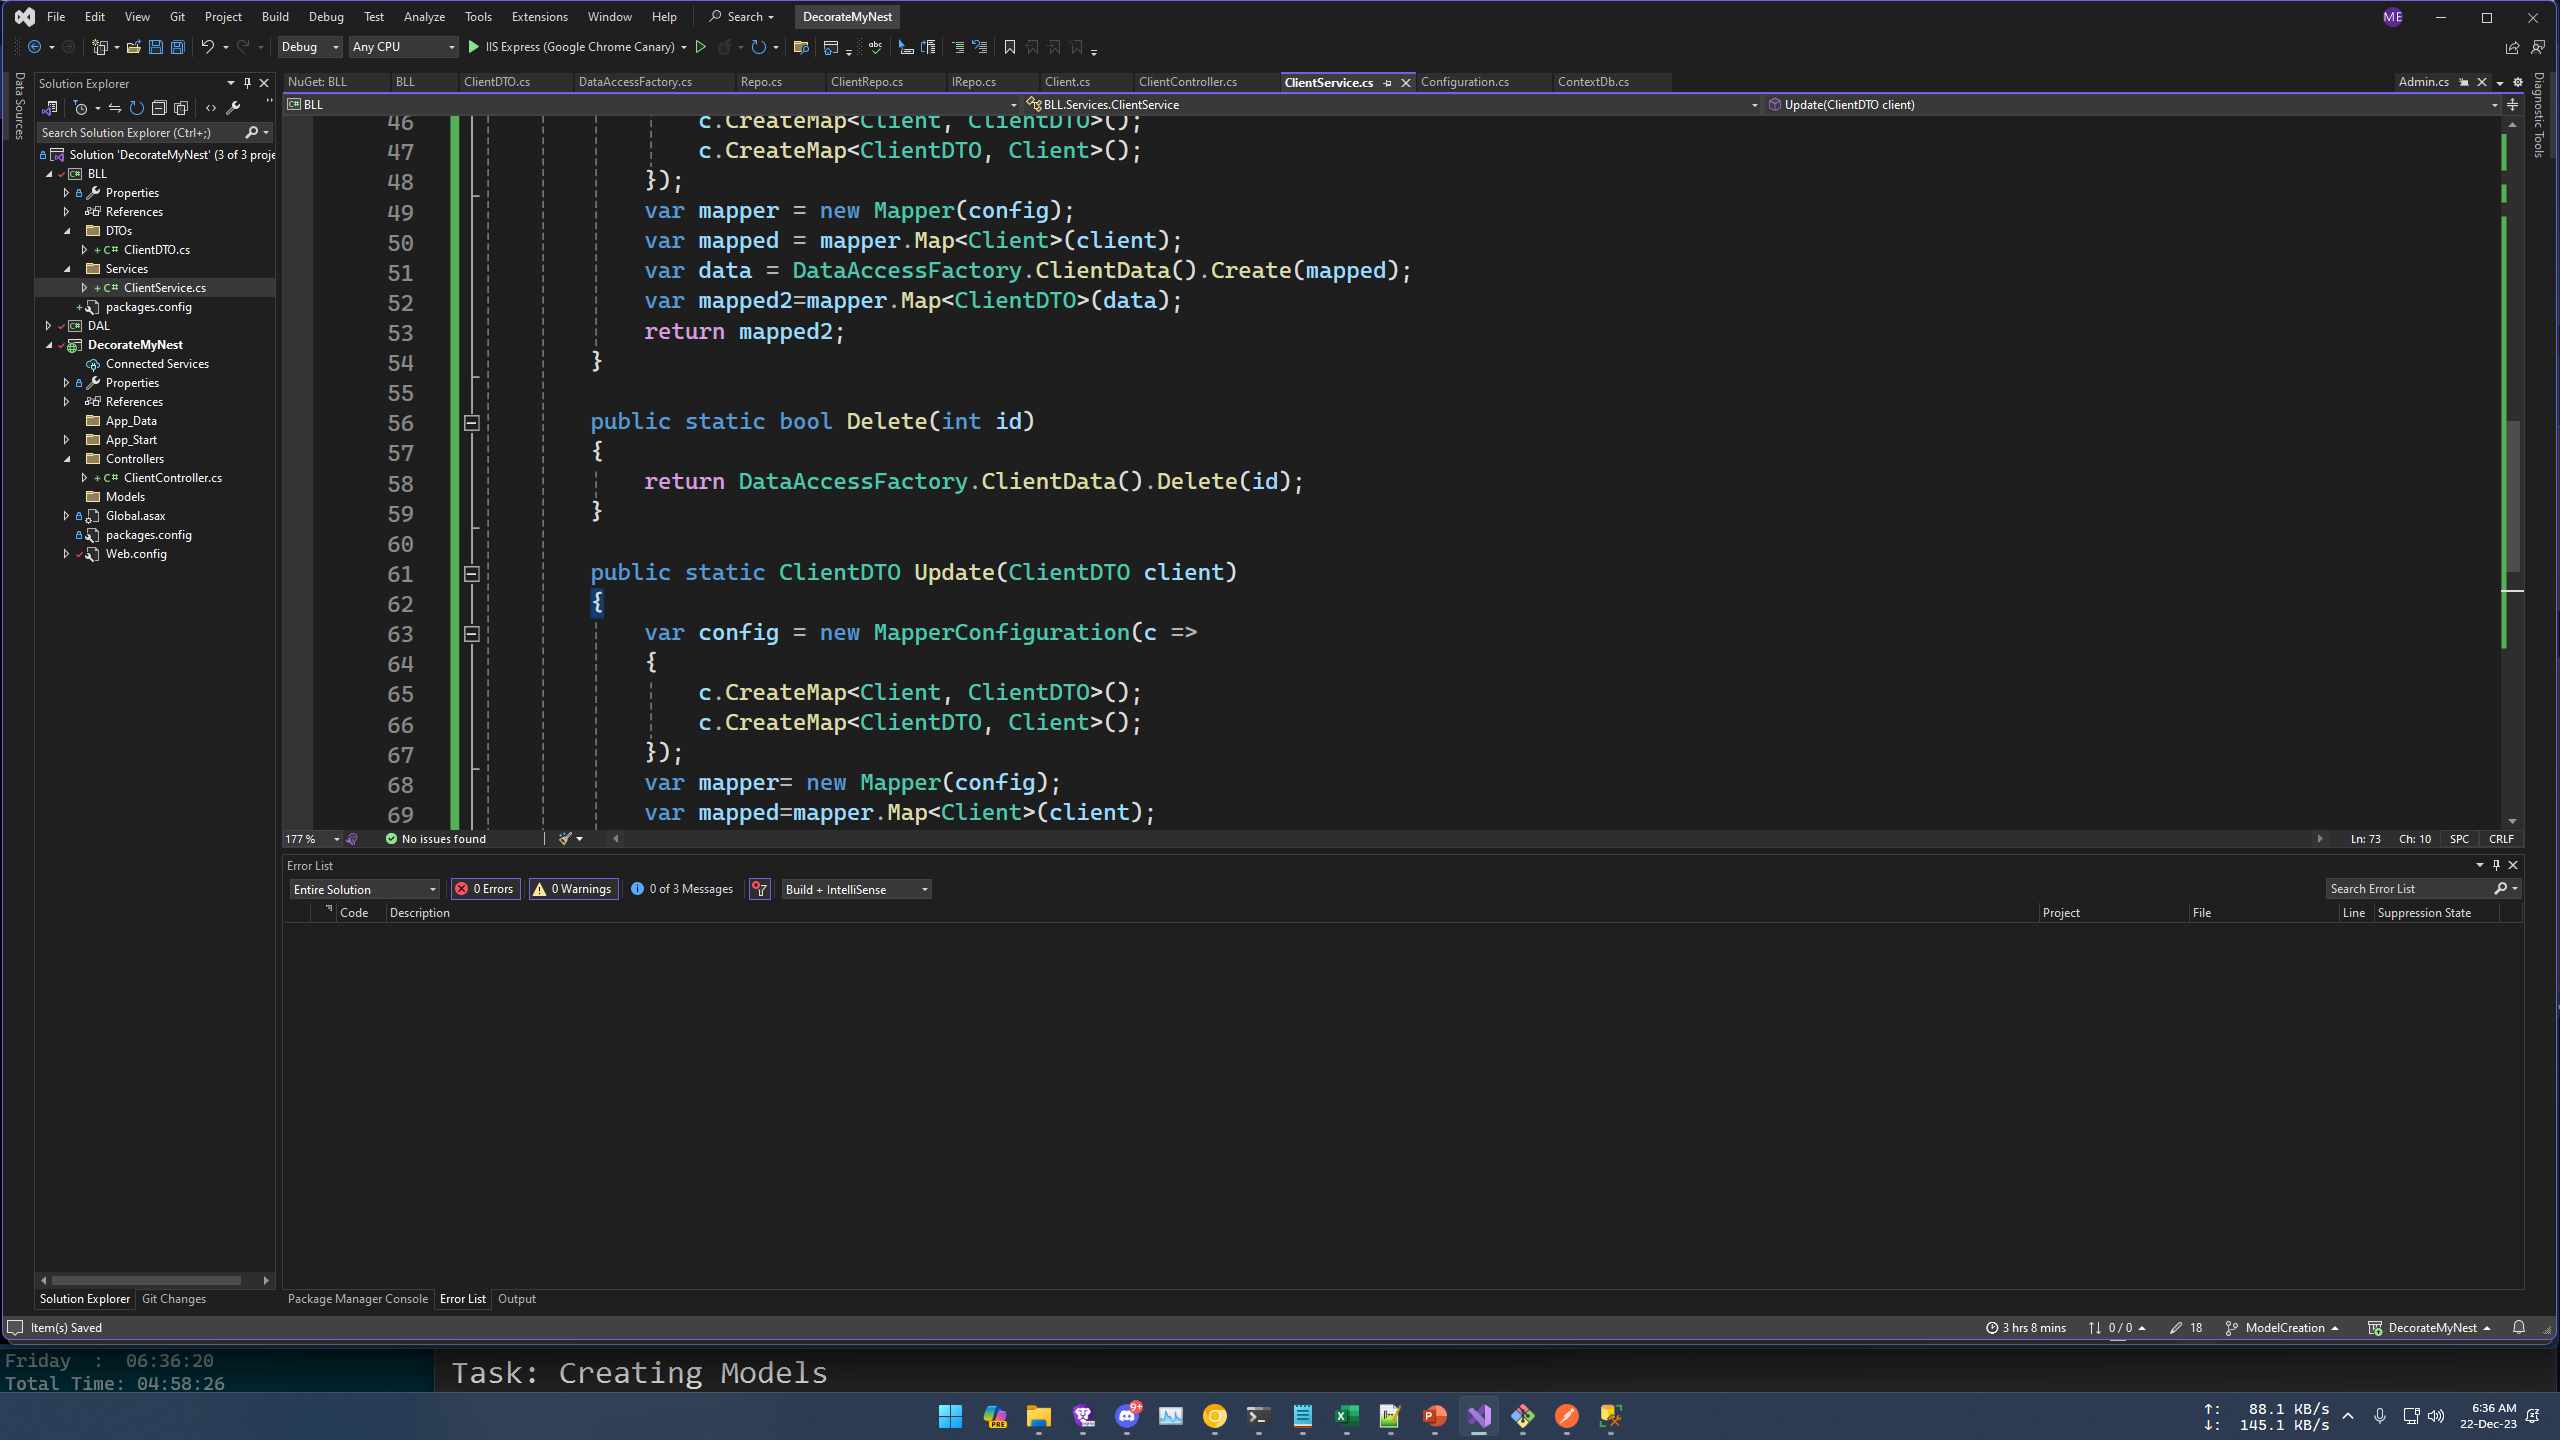 File Edit View Git Project Build Debug Test Analyze Tools Extensions Window Help Search DecorateMyNest ME
Debug Any CPU IIS Express (Google Chrome Canary)
Data Sources
Solution Explorer
Search Solution Explorer (Ctrl+;)
Solution 'DecorateMyNest' (3 of 3 proje
BLL
Properties
References
DTOs
C# ClientDTO.cs
Services
C# ClientService.cs
packages.config
DAL
DecorateMyNest
Connected Services
Properties
References
App_Data
App_Start
Controllers
C# ClientController.cs
Models
Global.asax
packages.config
Web.config
Solution Explorer Git Changes
NuGet: BLL BLL ClientDTO.cs DataAccessFactory.cs Repo.cs ClientRepo.cs IRepo.cs Client.cs ClientController.cs ClientService.cs Configuration.cs ContextDb.cs Admin.cs
BLL BLL.Services.ClientService Update(ClientDTO client)
Diagnostic Tools
46 c.CreateMap<Client, ClientDTO>();
47 c.CreateMap<ClientDTO, Client>();
48 });
49 var mapper = new Mapper(config);
50 var mapped = mapper.Map<Client>(client);
51 var data = DataAccessFactory.ClientData().Create(mapped);
52 var mapped2=mapper.Map<ClientDTO>(data);
53 return mapped2;
54 }
55
56 public static bool Delete(int id)
57 {
58 return DataAccessFactory.ClientData().Delete(id);
59 }
60
61 public static ClientDTO Update(ClientDTO client)
62 {
63 var config = new MapperConfiguration(c =>
64 {
65 c.CreateMap<Client, ClientDTO>();
66 c.CreateMap<ClientDTO, Client>();
67 });
68 var mapper= new Mapper(config);
69 var mapped=mapper.Map<Client>(client);
177 % No issues found Ln: 73 Ch: 10 SPC CRLF
Error List
Entire Solution 0 Errors 0 Warnings 0 of 3 Messages Build + IntelliSense Search Error List
Code Description Project File Line Suppression State
Package Manager Console Error List Output
Item(s) Saved 3 hrs 8 mins 0 / 0 18 ModelCreation DecorateMyNest
Friday : 06:36:20
Total Time: 04:58:26
Task: Creating Models
↑: 88.1 KB/s
↓: 145.1 KB/s
6:36 AM
22-Dec-23